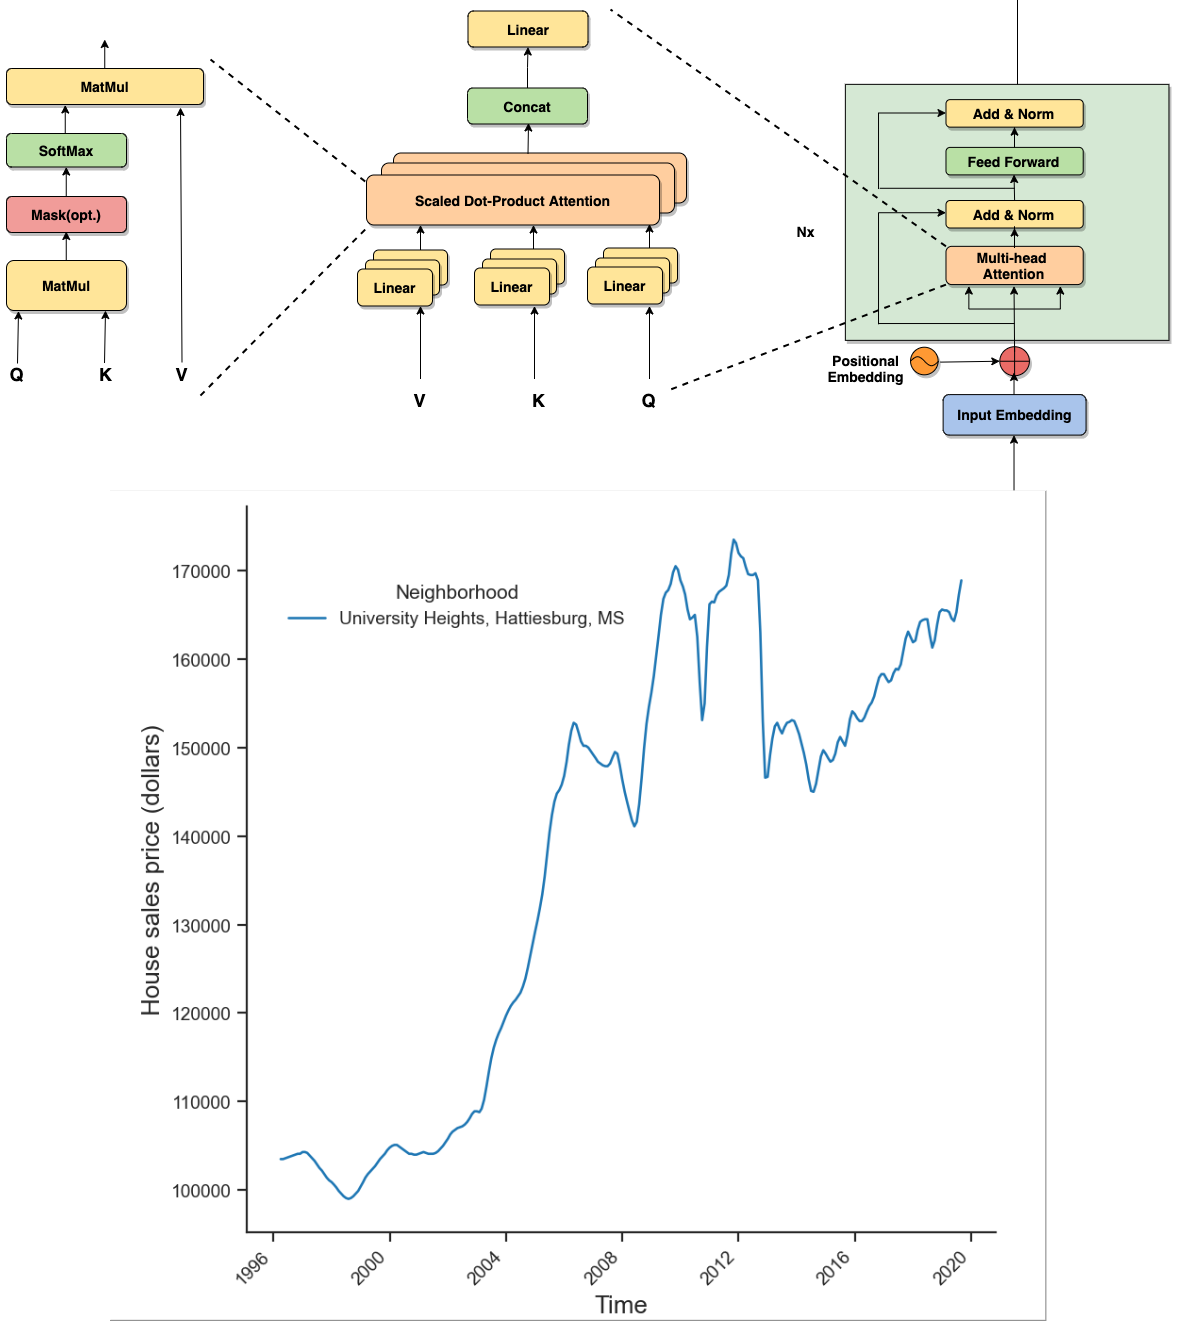 MatMul
SoftMax
Mask(opt.)
MatMul
Q
K
V
Linear
Concat
Scaled Dot-Product Attention
Linear
Linear
Linear
V
K
Q
Nx
Add & Norm
Feed Forward
Add & Norm
Multi-head
Attention
Positional
Embedding
Input Embedding
House sales price (dollars)
170000
160000
150000
140000
130000
120000
110000
100000
Neighborhood
University Heights, Hattiesburg, MS
1996
2000
2004
2008
2012
2016
2020
Time